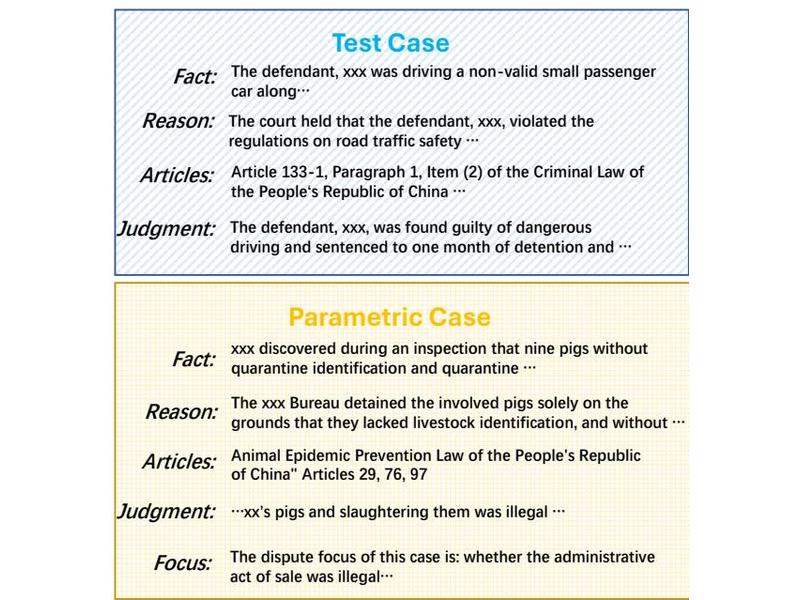 Test Case
Fact: The defendant, xxx was driving a non-valid small passenger
car along···
Reason: The court held that the defendant, xxx, violated the
regulations on road traffic safety ···
Articles: Article 133-1, Paragraph 1, Item (2) of the Criminal Law of
the People‘s Republic of China ···
Judgment: The defendant, xxx, was found guilty of dangerous
driving and sentenced to one month of detention and ···
Parametric Case
Fact: xxx discovered during an inspection that nine pigs without
quarantine identification and quarantine ···
Reason: The xxx Bureau detained the involved pigs solely on the
grounds that they lacked livestock identification, and without ···
Articles: Animal Epidemic Prevention Law of the People's Republic
of China" Articles 29, 76, 97
Judgment: ···xx’s pigs and slaughtering them was illegal ···
Focus: The dispute focus of this case is: whether the administrative
act of sale was illegal···